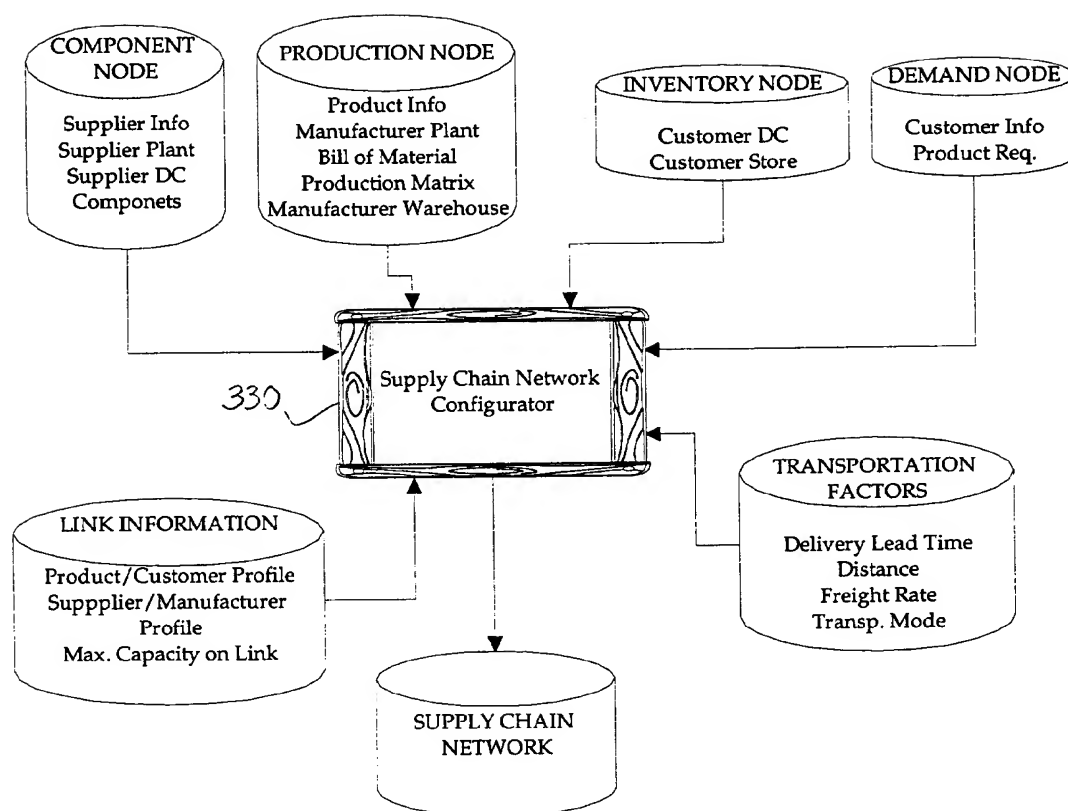 COMPONENT
NODE
Supplier Info
Supplier Plant
Supplier DC
Componets
PRODUCTION NODE
Product Info
Manufacturer Plant
Bill of Material
Production Matrix
Manufacturer Warehouse
INVENTORY NODE
Customer DC
Customer Store
DEMAND NODE
Customer Info
Product Req.
Supply Chain Network
Configurator
330
LINK INFORMATION
Product/Customer Profile
Suppplier/Manufacturer
Profile
Max. Capacity on Link
TRANSPORTATION
FACTORS
Delivery Lead Time
Distance
Freight Rate
Transp. Mode
SUPPLY CHAIN
NETWORK